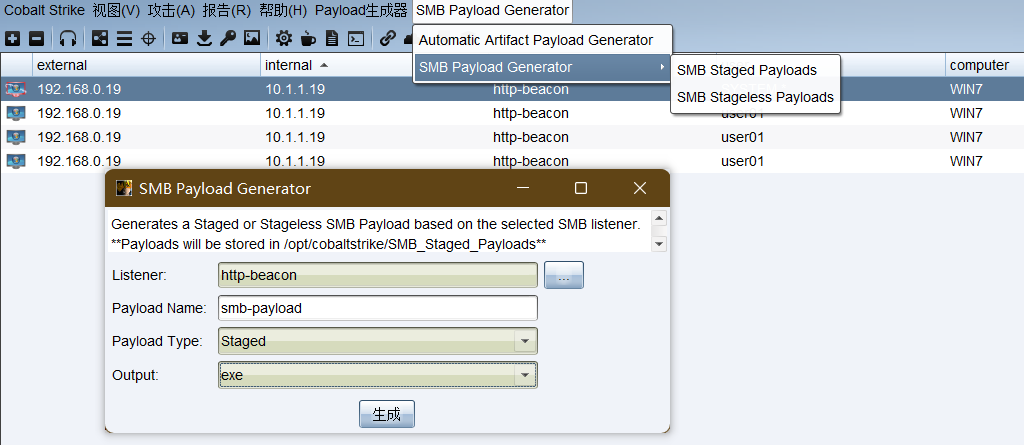 Cobalt Strike 视图(V) 攻击(A) 报告(R) 帮助(H) Payload生成器 SMB Payload Generator
Automatic Artifact Payload Generator
SMB Payload Generator
SMB Staged Payloads
SMB Stageless Payloads
external internal computer
192.168.0.19 10.1.1.19 http-beacon WIN7
192.168.0.19 10.1.1.19 http-beacon user01 WIN7
192.168.0.19 10.1.1.19 http-beacon user01 WIN7
192.168.0.19 10.1.1.19 http-beacon user01 WIN7
SMB Payload Generator
Generates a Staged or Stageless SMB Payload based on the selected SMB listener.
**Payloads will be stored in /opt/cobaltstrike/SMB_Staged_Payloads**
Listener: http-beacon ...
Payload Name: smb-payload
Payload Type: Staged
Output: exe
生成